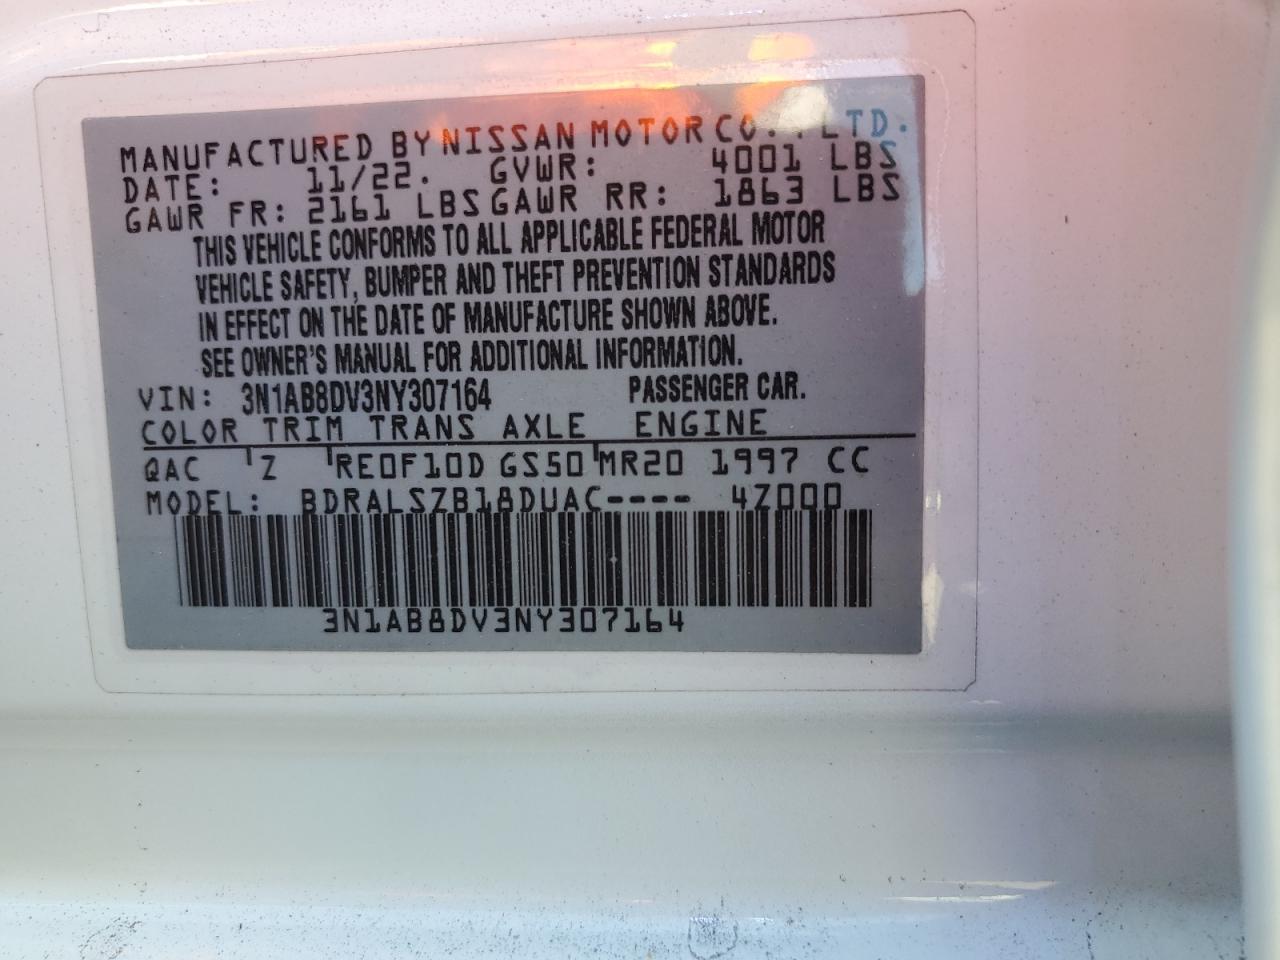 MANUFACTURED BY NISSAN MOTOR CO., LTD.
DATE: 11/22. GVWR: 4001 LBS
GAWR FR: 2161 LBS GAWR RR: 1863 LBS
THIS VEHICLE CONFORMS TO ALL APPLICABLE FEDERAL MOTOR
VEHICLE SAFETY, BUMPER AND THEFT PREVENTION STANDARDS
IN EFFECT ON THE DATE OF MANUFACTURE SHOWN ABOVE.
SEE OWNER'S MANUAL FOR ADDITIONAL INFORMATION.
VIN: 3N1AB8DV3NY307164 PASSENGER CAR.
COLOR TRIM TRANS AXLE ENGINE
QAC Z RE0F10D GS50 MR20 1997 CC
MODEL: BDRALSZB18DUAC---- 4Z000
3N1AB8DV3NY307164